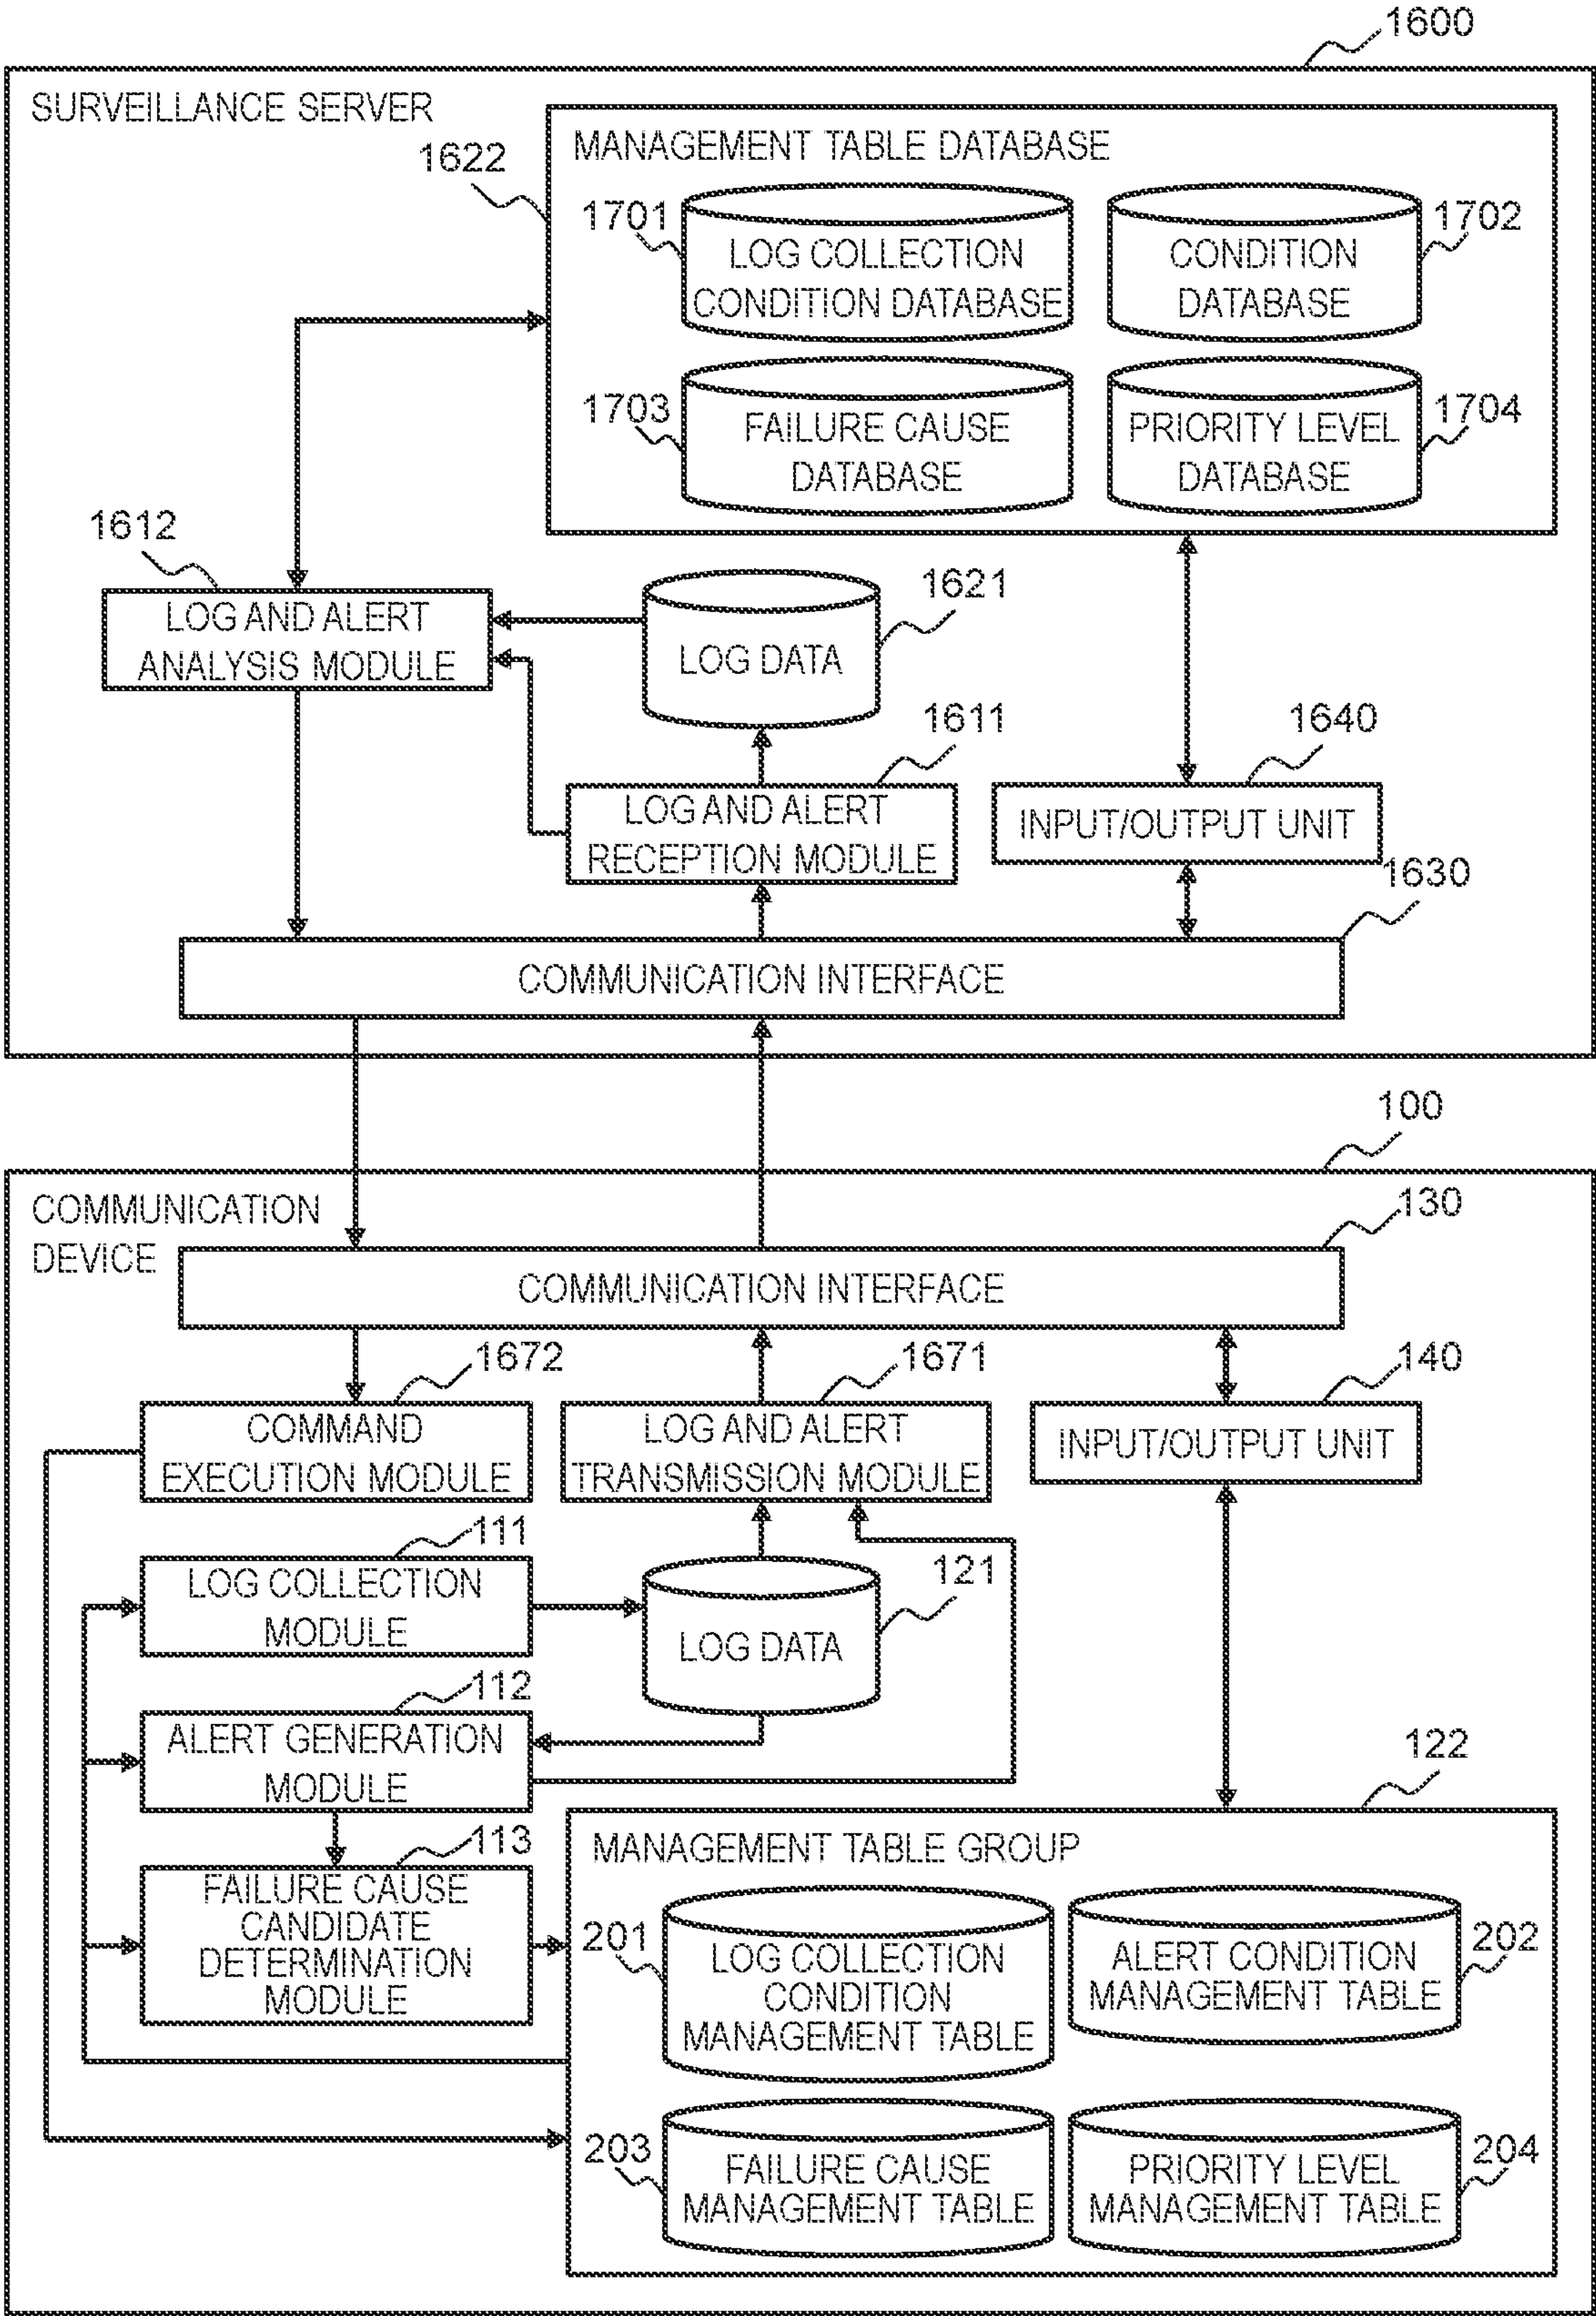 1600
SURVEILLANCE SERVER
1622
MANAGEMENT TABLE DATABASE
1701
LOG COLLECTION
CONDITION DATABASE
1702
CONDITION
DATABASE
1703
FAILURE CAUSE
DATABASE
1704
PRIORITY LEVEL
DATABASE
1612
LOG AND ALERT
ANALYSIS MODULE
1621
LOG DATA
1611
LOG AND ALERT
RECEPTION MODULE
1640
INPUT/OUTPUT UNIT
1630
COMMUNICATION INTERFACE
100
COMMUNICATION
DEVICE
130
COMMUNICATION INTERFACE
1672
COMMAND
EXECUTION MODULE
1671
LOG AND ALERT
TRANSMISSION MODULE
140
INPUT/OUTPUT UNIT
111
LOG COLLECTION
MODULE
121
LOG DATA
112
ALERT GENERATION
MODULE
122
113
FAILURE CAUSE
CANDIDATE
DETERMINATION
MODULE
MANAGEMENT TABLE GROUP
201
LOG COLLECTION
CONDITION
MANAGEMENT TABLE
202
ALERT CONDITION
MANAGEMENT TABLE
203
FAILURE CAUSE
MANAGEMENT TABLE
204
PRIORITY LEVEL
MANAGEMENT TABLE